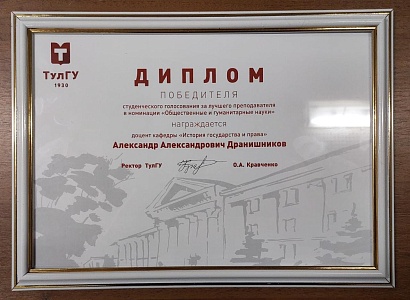 ТулГУ
1930
ДИПЛОМ
ПОБЕДИТЕЛЯ
студенческого голосования за лучшего преподавателя
в номинации «Общественные и гуманитарные науки»
награждается
доцент кафедры «История государства и права»
Александр Александрович Дранишников
Ректор ТулГУ О.А. Кравченко